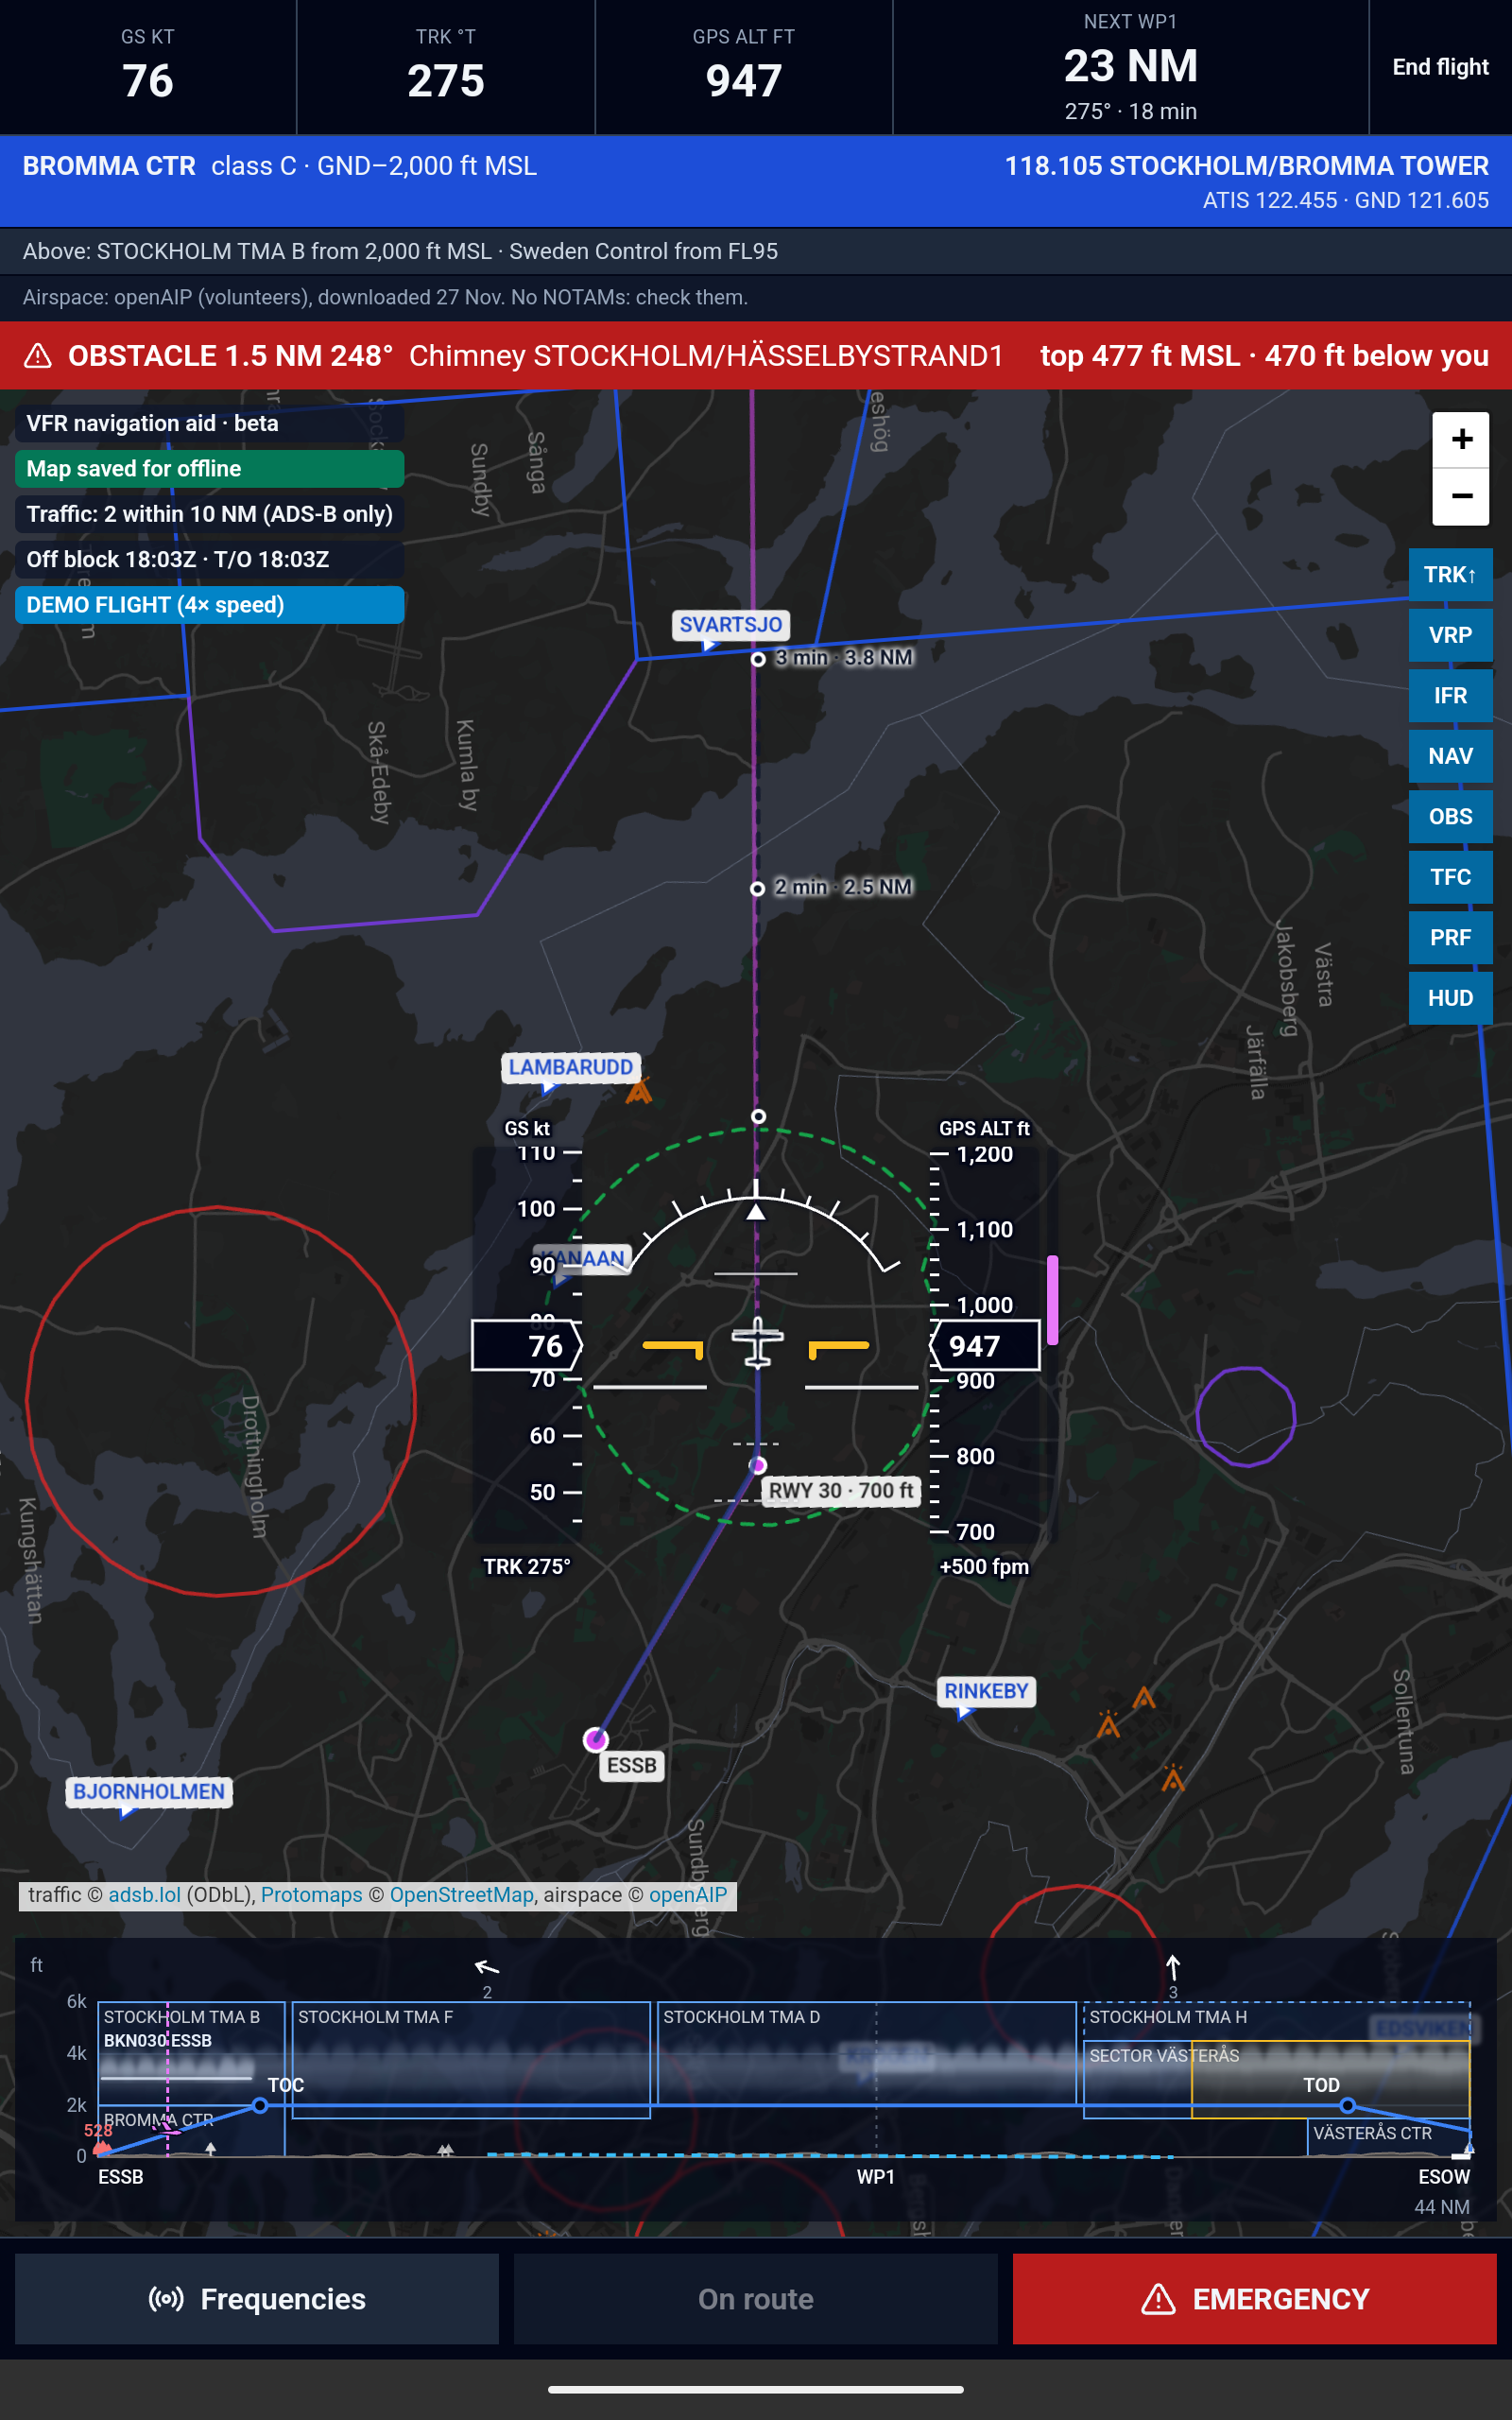 GS KT
76
TRK °T
275
GPS ALT FT
947
NEXT WP1
23 NM
275° · 18 min
End flight
BROMMA CTR class C · GND–2,000 ft MSL
118.105 STOCKHOLM/BROMMA TOWER
ATIS 122.455 · GND 121.605
Above: STOCKHOLM TMA B from 2,000 ft MSL · Sweden Control from FL95
Airspace: openAIP (volunteers), downloaded 27 Nov. No NOTAMs: check them.
OBSTACLE 1.5 NM 248° Chimney STOCKHOLM/HÄSSELBYSTRAND1 top 477 ft MSL · 470 ft below you
VFR navigation aid · beta
Map saved for offline
Traffic: 2 within 10 NM (ADS-B only)
Off block 18:03Z · T/O 18:03Z
DEMO FLIGHT (4× speed)
Sundby
Sånga
eshög
+
−
TRK↑
VRP
IFR
NAV
OBS
TFC
PRF
HUD
SVARTSJO
3 min · 3.8 NM
Skå-Edeby
Kumla by
2 min · 2.5 NM
Jakobsberg
Västra
Järfälla
LAMBARUDD
GS kt
GPS ALT ft
110
100
KANAAN
90
80
76
70
60
50
TRK 275°
1,200
1,100
1,000
947
900
800
700
+500 fpm
RWY 30 · 700 ft
Drottningholm
Kungshättan
RINKEBY
Sollentuna
ESSB
BJORNHOLMEN
traffic © adsb.lol (ODbL), Protomaps © OpenStreetMap, airspace © openAIP
ft
2
3
6k
4k
2k
0
STOCKHOLM TMA B
STOCKHOLM TMA F
STOCKHOLM TMA D
STOCKHOLM TMA H
BKN030 ESSB
EDSVIKEN
SECTOR VÄSTERÅS
TOC
TOD
BROMMA CTR
528
VÄSTERÅS CTR
ESSB
WP1
ESOW
44 NM
Frequencies
On route
EMERGENCY